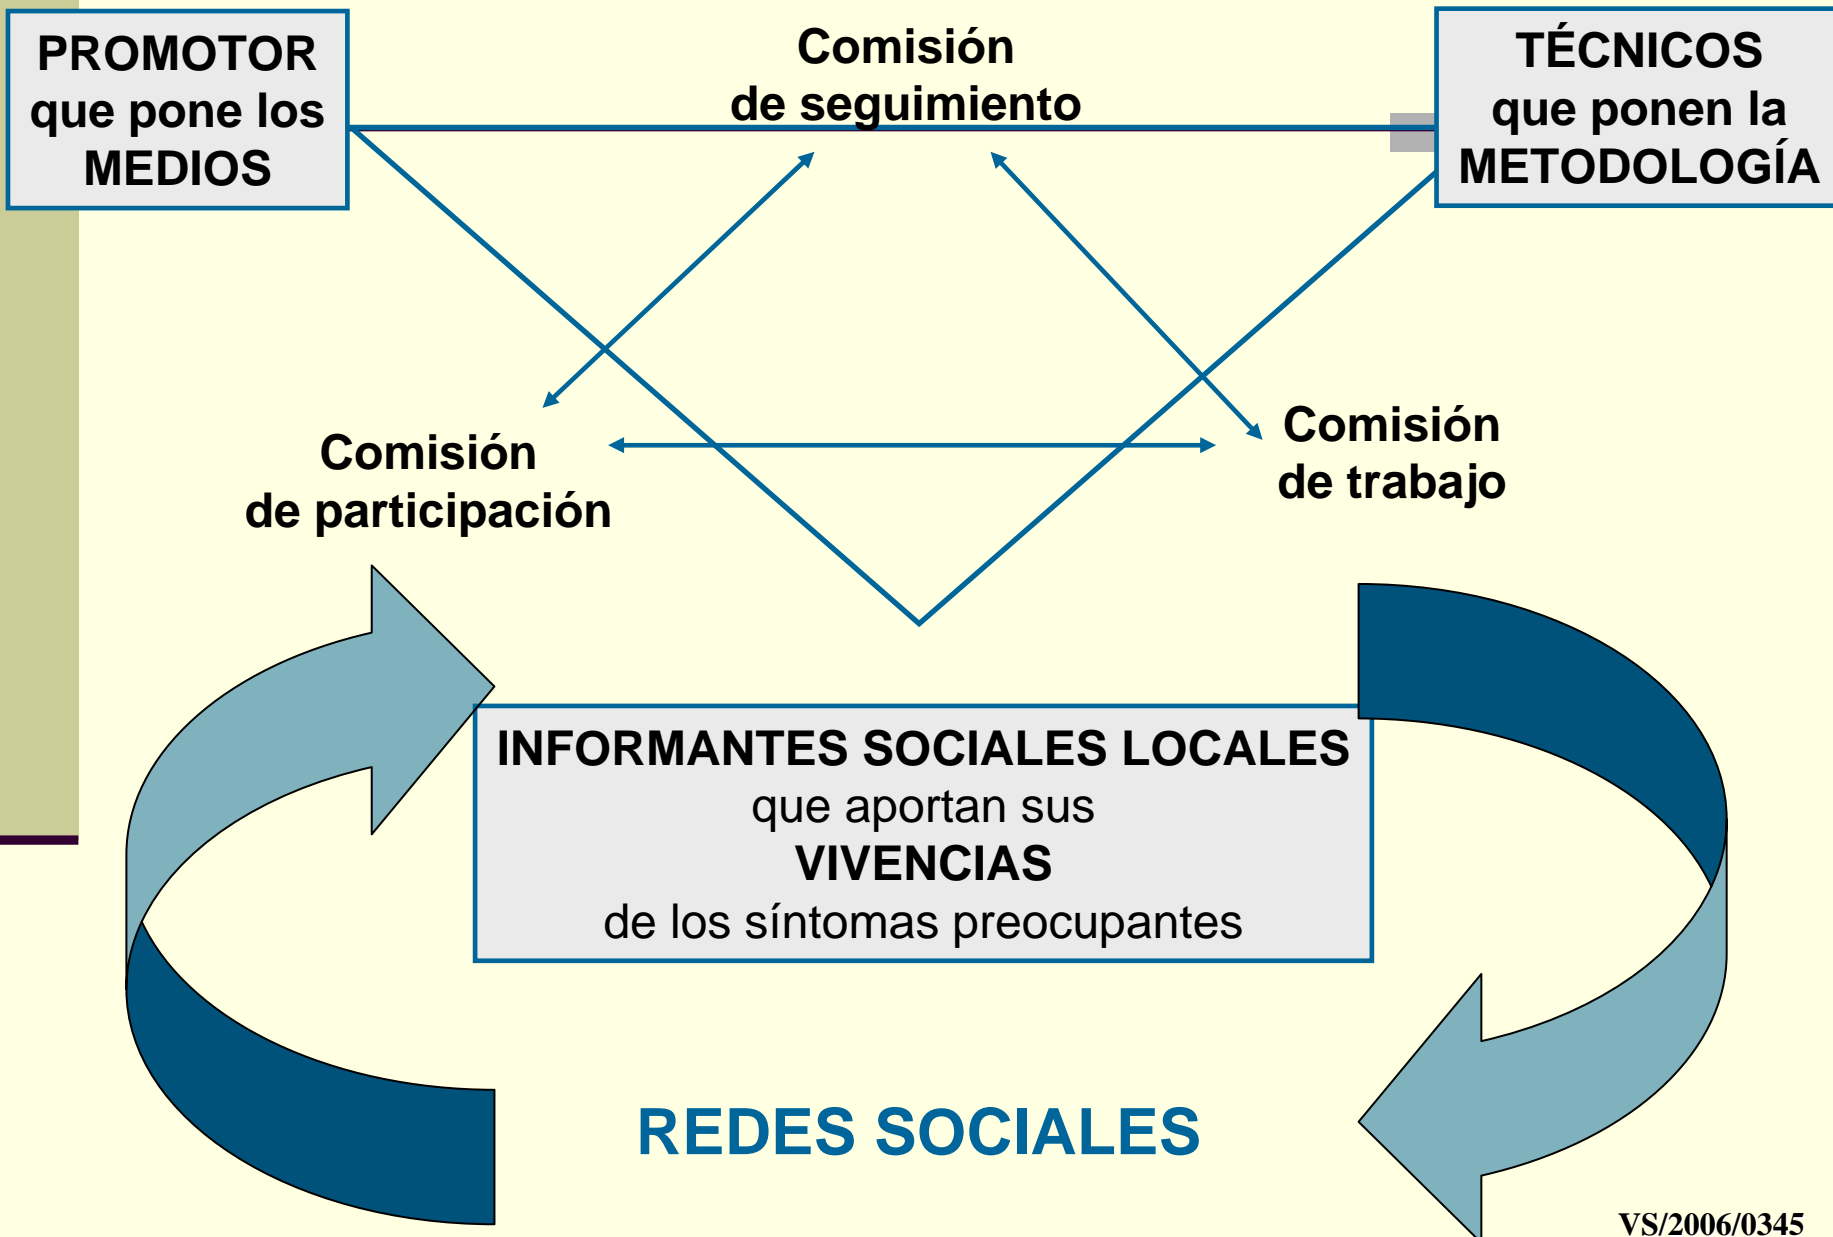 PROMOTOR
que pone los
MEDIOS
Comisión
de seguimiento
TÉCNICOS
que ponen la
METODOLOGÍA
Comisión
de participación
Comisión
de trabajo
INFORMANTES SOCIALES LOCALES
que aportan sus
VIVENCIAS
de los síntomas preocupantes
REDES SOCIALES
VS/2006/0345